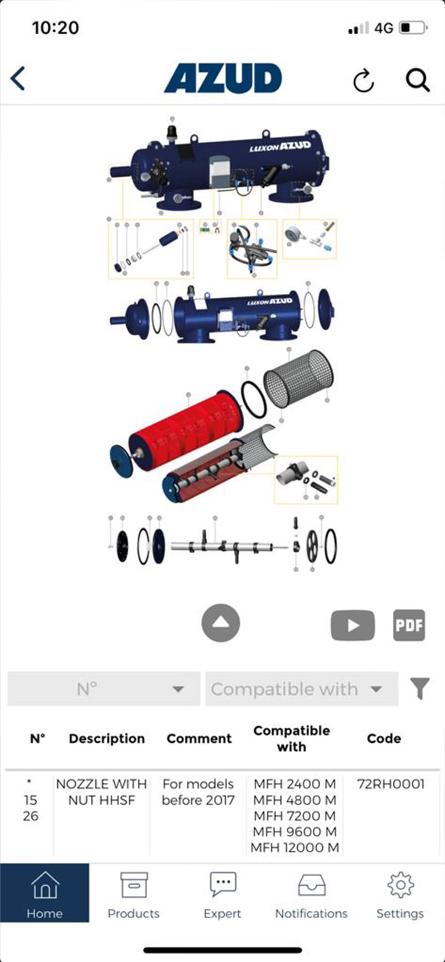 10:20
4G
AZUD
LUXON AZUD
LUXON AZUD
PDF
N°
Compatible with
N° Description Comment Compatible with Code
* 15 26
NOZZLE WITH
NUT HHSF
For models
before 2017
MFH 2400 M
MFH 4800 M
MFH 7200 M
MFH 9600 M
MFH 12000 M
72RH0001
Home Products Expert Notifications Settings